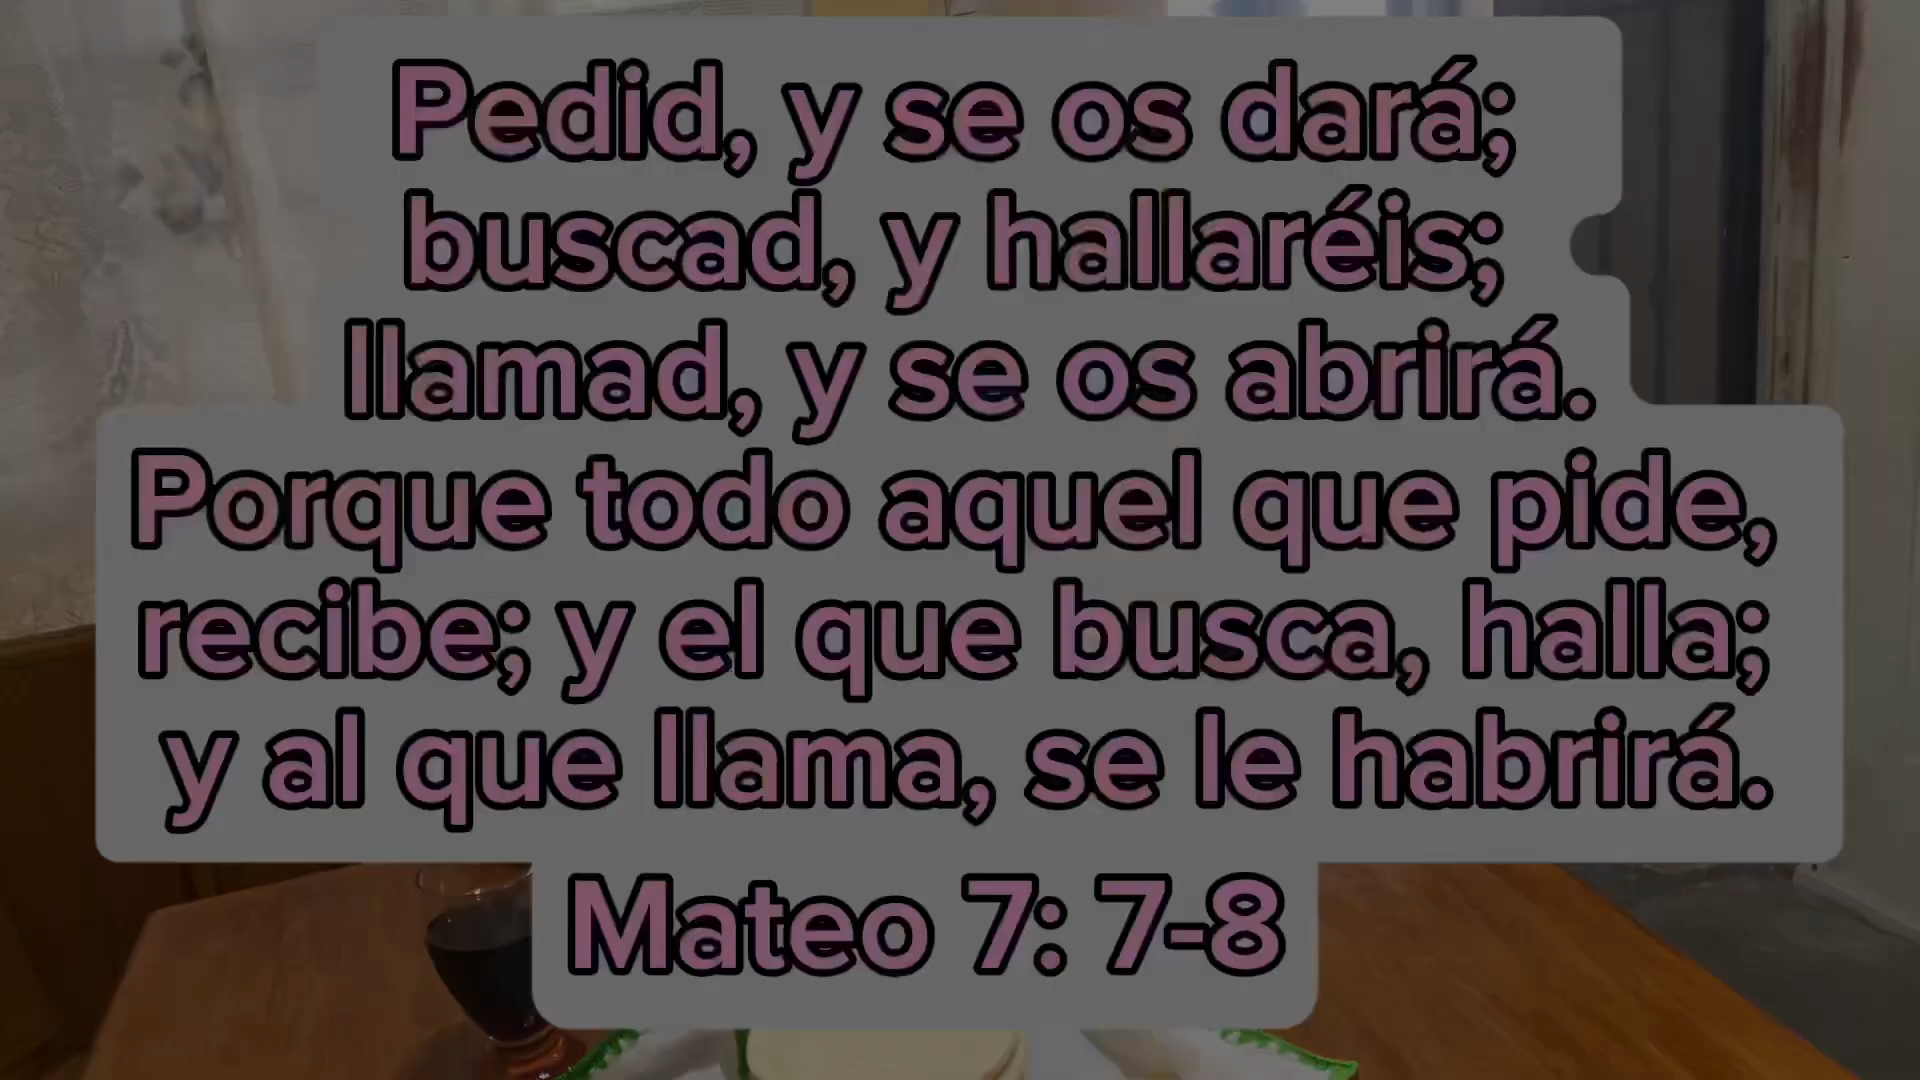 Pedid, y se os dará;
buscad, y hallaréis;
llamad, y se os abrirá.
Porque todo aquel que pide,
recibe; y el que busca, halla;
y al que llama, se le habrirá.
Mateo 7: 7-8